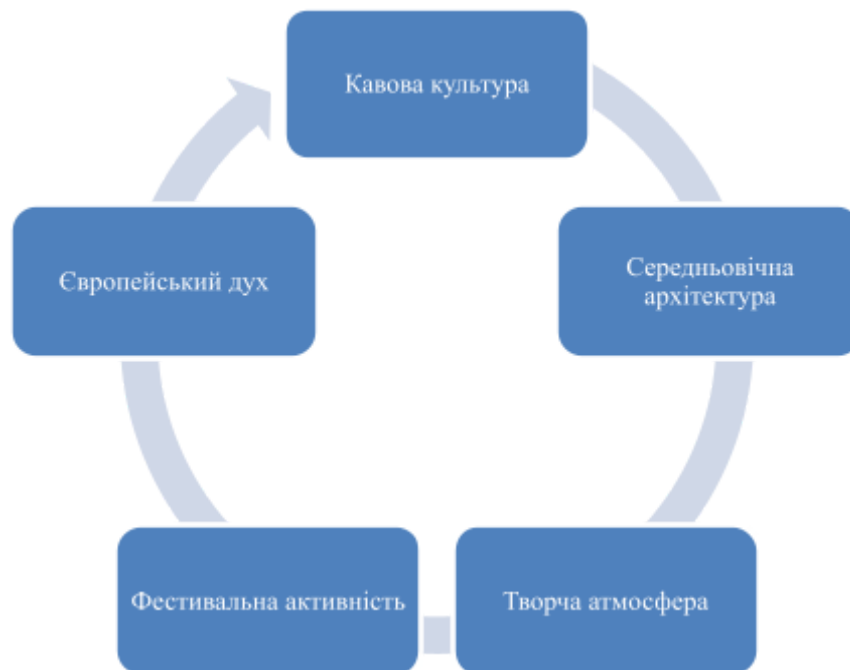 Кавова культура
Середньовічна
архітектура
Творча атмосфера
Фестивальна активність
Європейський дух